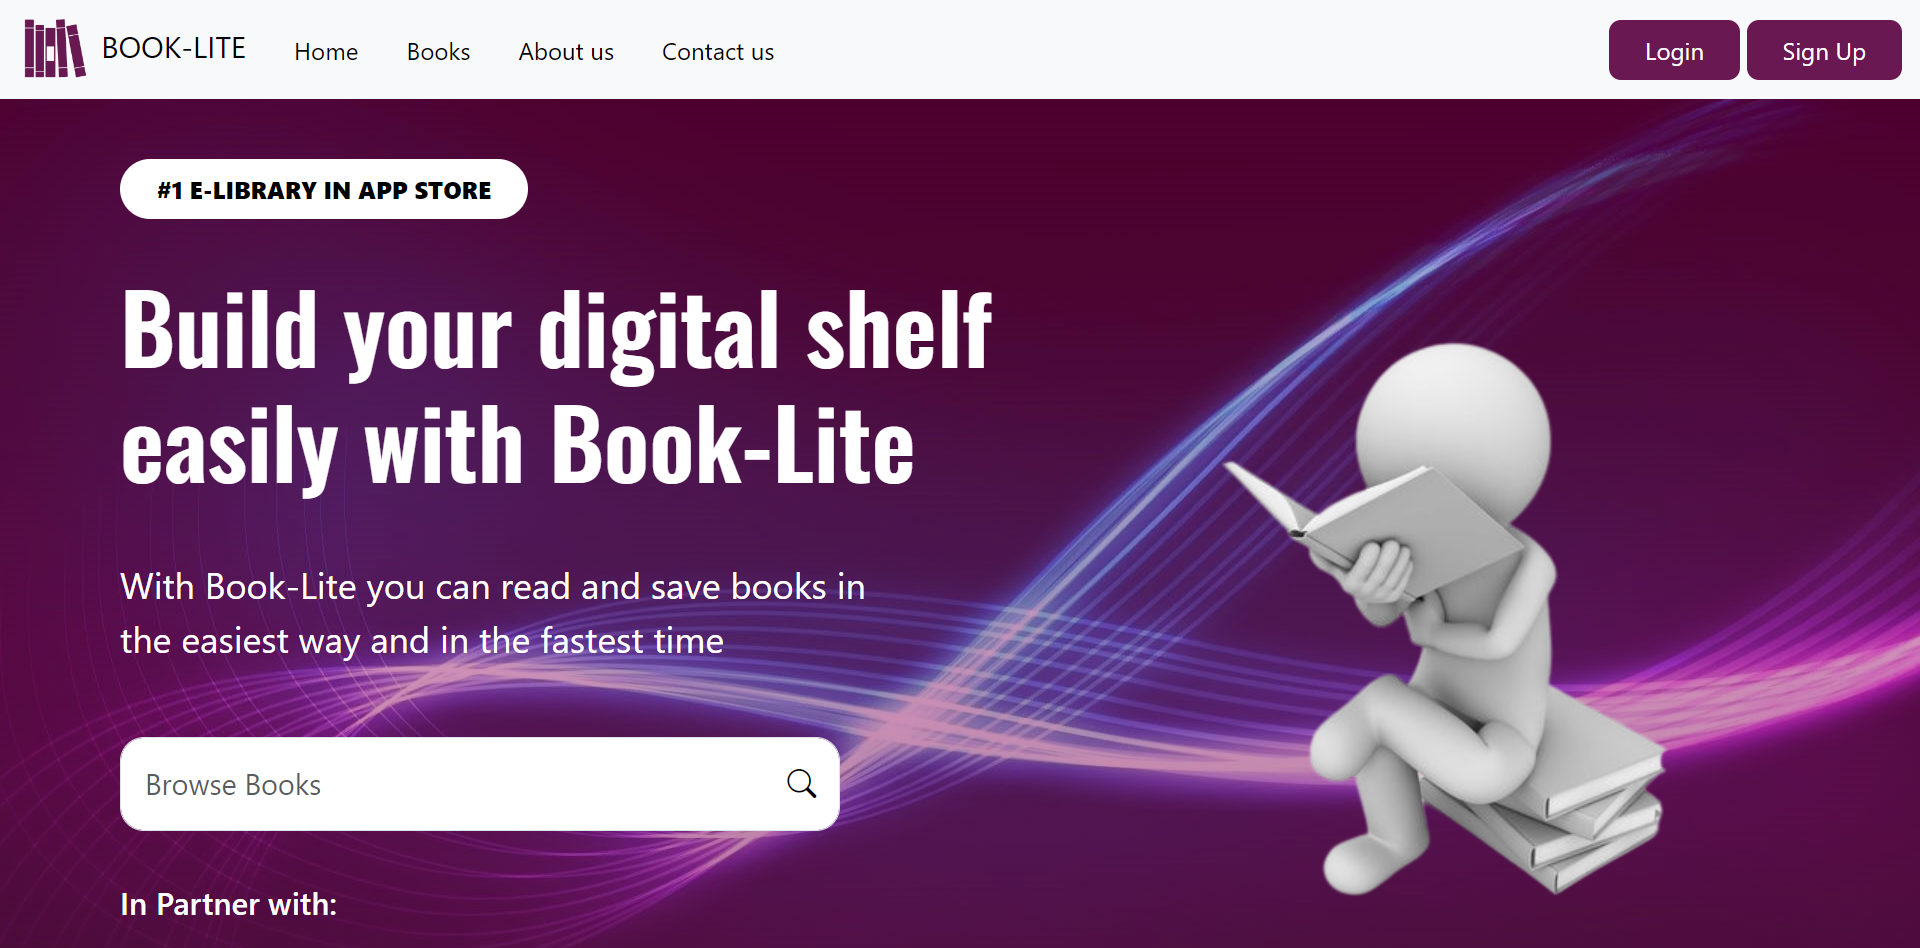 BOOK-LITE
Home
Books
About us
Contact us
Login
Sign Up
#1 E-LIBRARY IN APP STORE
Build your digital shelf
easily with Book-Lite
With Book-Lite you can read and save books in
the easiest way and in the fastest time
Browse Books
In Partner with: